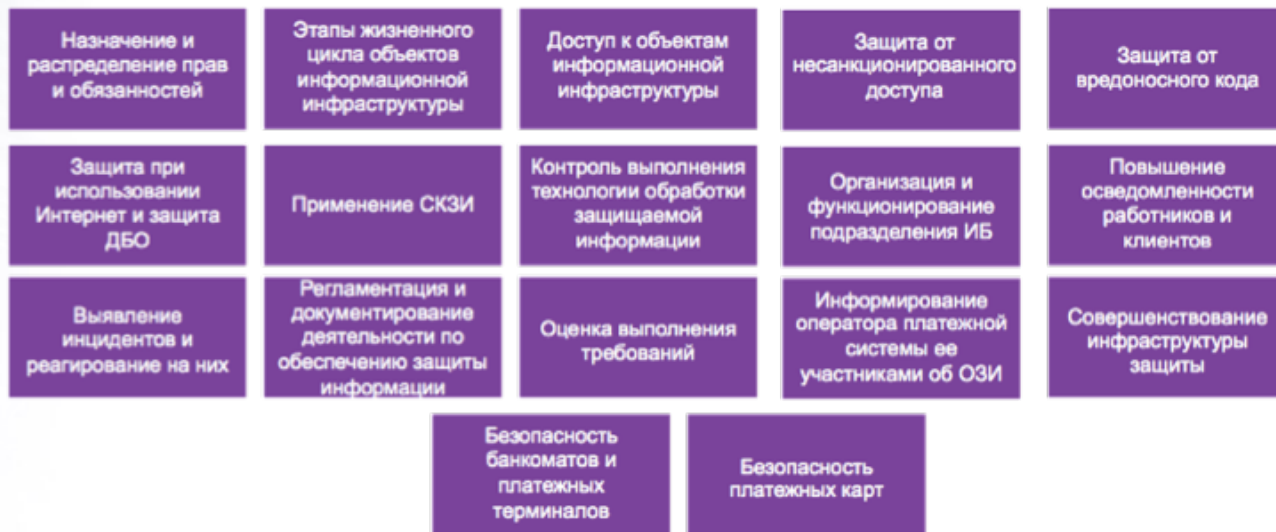 Назначение и
распределение прав
и обязанностей
Этапы жизненного
цикла объектов
информационной
инфраструктуры
Доступ к объектам
информационной
инфраструктуры
Защита от
несанкционированного
доступа
Защита от
вредоносного кода
Защита при
использовании
Интернет и защита
ДБО
Применение СКЗИ
Контроль выполнения
технологии обработки
защищаемой
информации
Организация и
функционирование
подразделения ИБ
Повышение
осведомленности
работников и
клиентов
Выявление
инцидентов и
реагирование на них
Регламентация и
документирование
деятельности по
обеспечению защиты
информации
Оценка выполнения
требований
Информирование
оператора платежной
системы ее
участниками об ОЗИ
Совершенствование
инфраструктуры
защиты
Безопасность
банкоматов и
платежных
терминалов
Безопасность
платежных карт